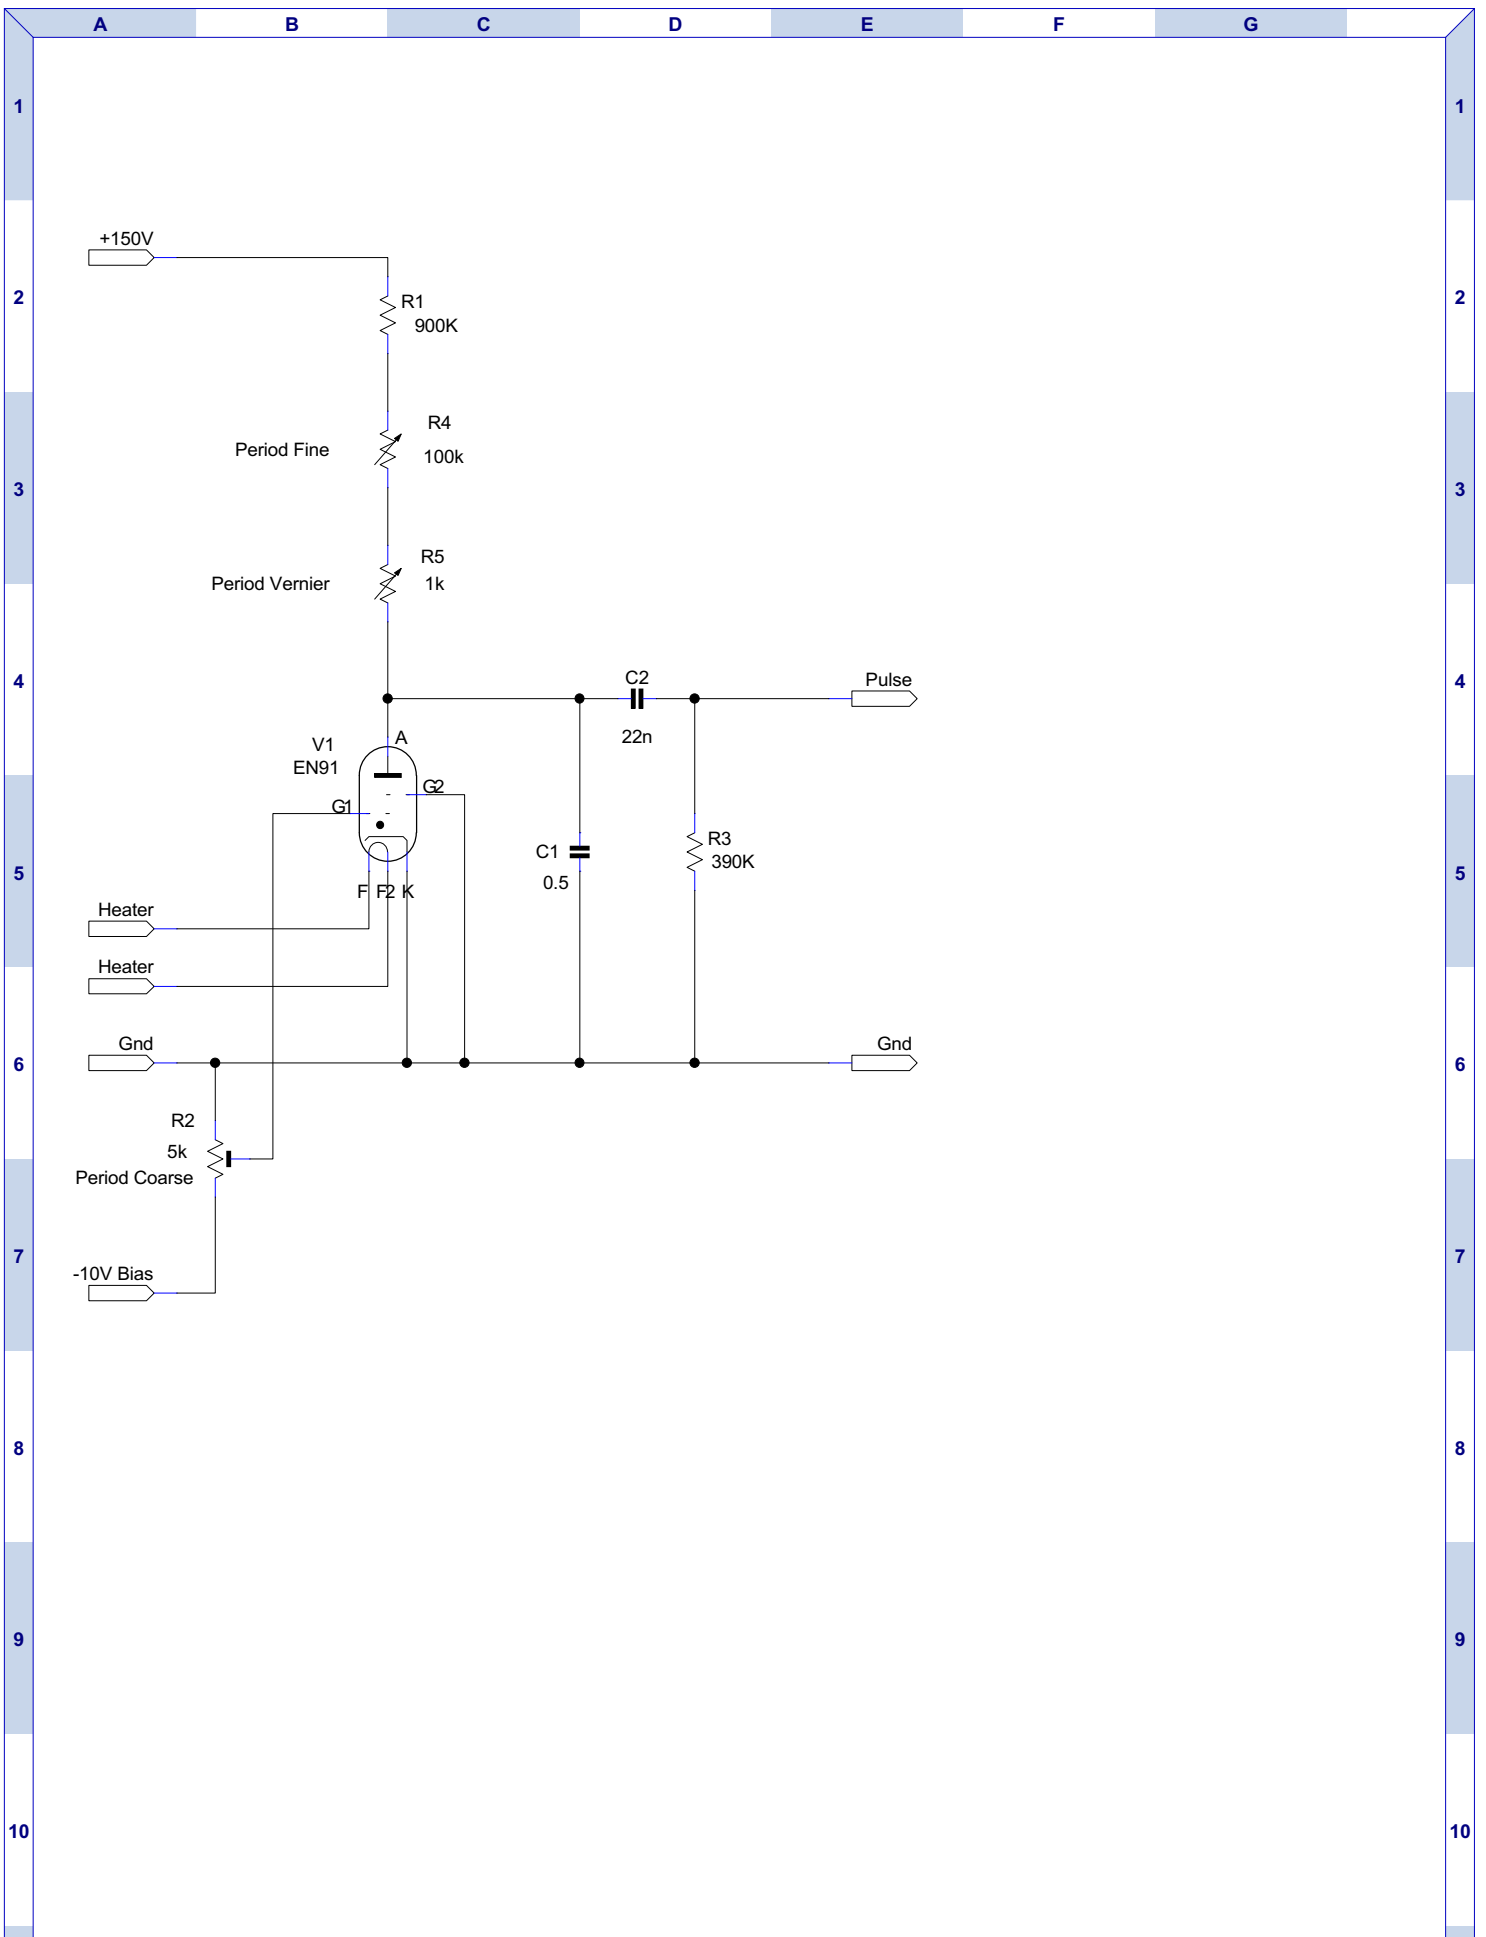 A B C D E F G
1 1
+150V
2 2
R1
900K
R4
Period Fine
100k
3 3
R5
Period Vernier
1k
4 4
C2
Pulse
22n
V1
A
EN91
G2
G1
R3
C1
390K
5 5
0.5
F F2 K
Heater
Heater
Gnd Gnd
6 6
R2
5k
Period Coarse
7 7
-10V Bias
8 8
9 9
10 10